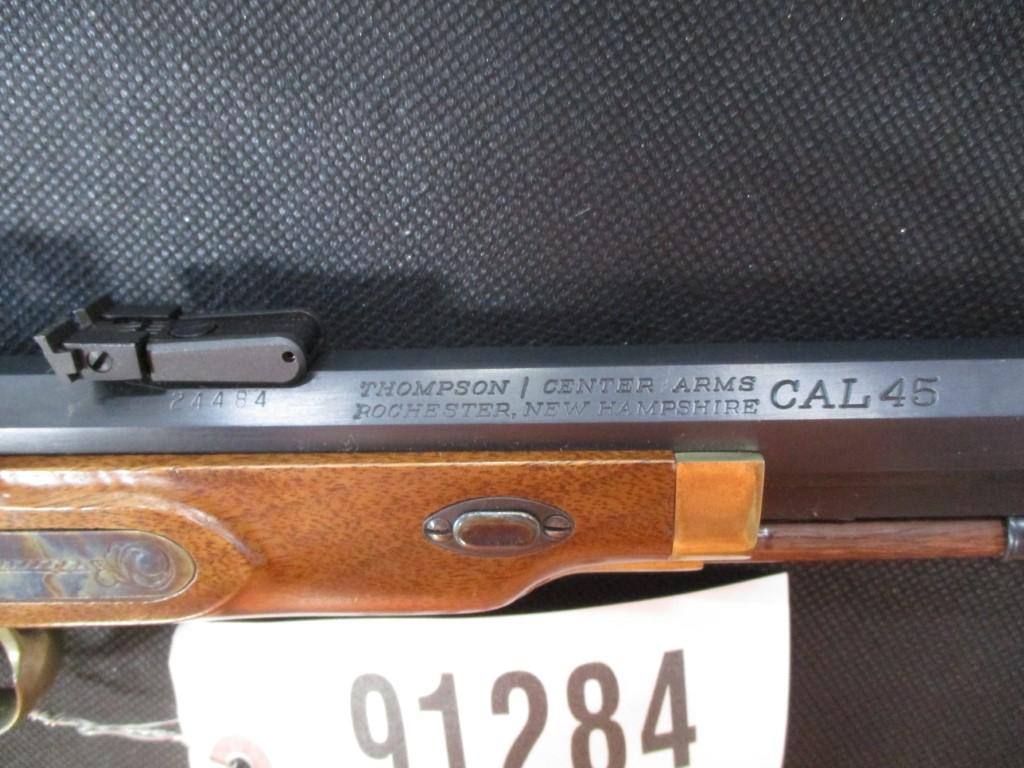 24484
THOMPSON / CENTER ARMS
ROCHESTER, NEW HAMPSHIRE
CAL 45
91284